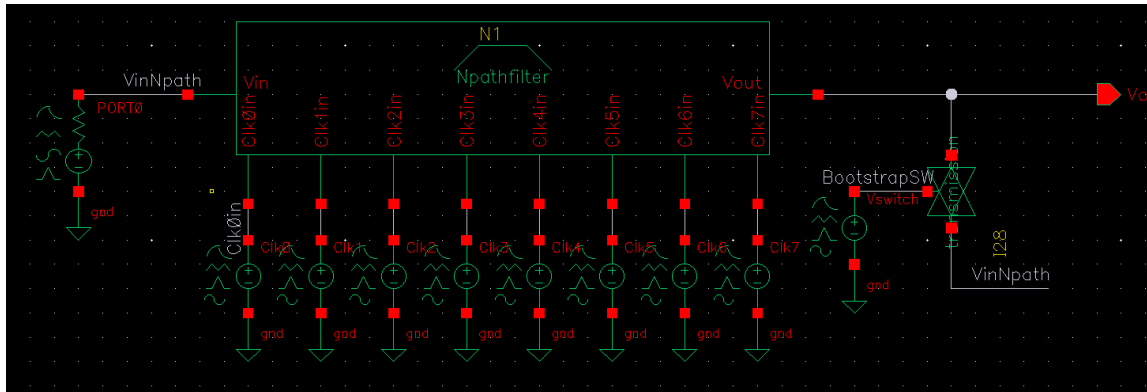 N1
Npathfilter
VinNpath
Vin
Vout
PORT0
Clk0in
Clk1in
Clk2in
Clk3in
Clk4in
Clk5in
Clk6in
Clk7in
BootstrapSW
Vswitch
transmission
I28
VinNpath
gnd
Clk0in
Clk0
Clk1
Clk2
Clk3
Clk4
Clk5
Clk6
Clk7
gnd
gnd
gnd
gnd
gnd
gnd
gnd
gnd
gnd